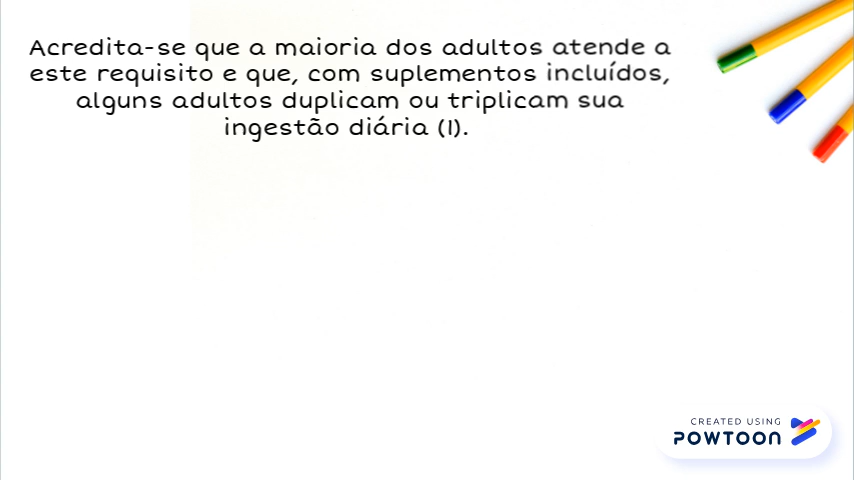 Acredita-se que a maioria dos adultos atende a
este requisito e que, com suplementos incluídos,
alguns adultos duplicam ou triplicam sua
ingestão diária (1).
CREATED USING
POWTOON